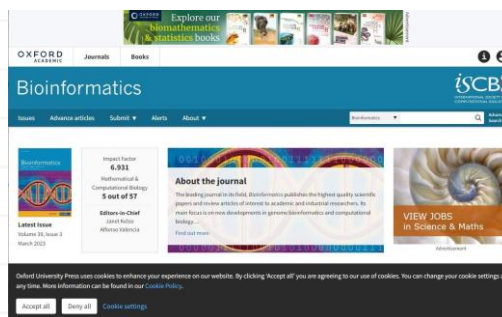 OXFORD
Explore our
biomathematics
& statistics books
Advertisement
OXFORD
ACADEMIC
Journals
Books
Bioinformatics
iSCB
INTERNATIONAL SOCIETY
COMPUTATIONAL
Issues
Advance articles
Submit ▼
Alerts
About ▼
Bioinformatics ▼
Bioinformatics
Latest Issue
Volume 39, Issue 3
March 2023
Impact Factor
6.931
Mathematical &
Computational Biology
5 out of 57
Editors-in-Chief
Janet Kelso
Alfonso Valencia
About the journal
The leading journal in its field, Bioinformatics publishes the highest quality scientific
papers and review articles of interest to academic and industrial researchers. Its
main focus is on new developments in genome bioinformatics and computational
biology...
Find out more
VIEW JOBS
in Science & Maths
Advertisement
Oxford University Press uses cookies to enhance your experience on our website. By clicking 'Accept all' you are agreeing to our use of cookies. You can change your cookie settings a
any time. More information can be found in our Cookie Policy.
Accept all
Deny all
Cookie settings